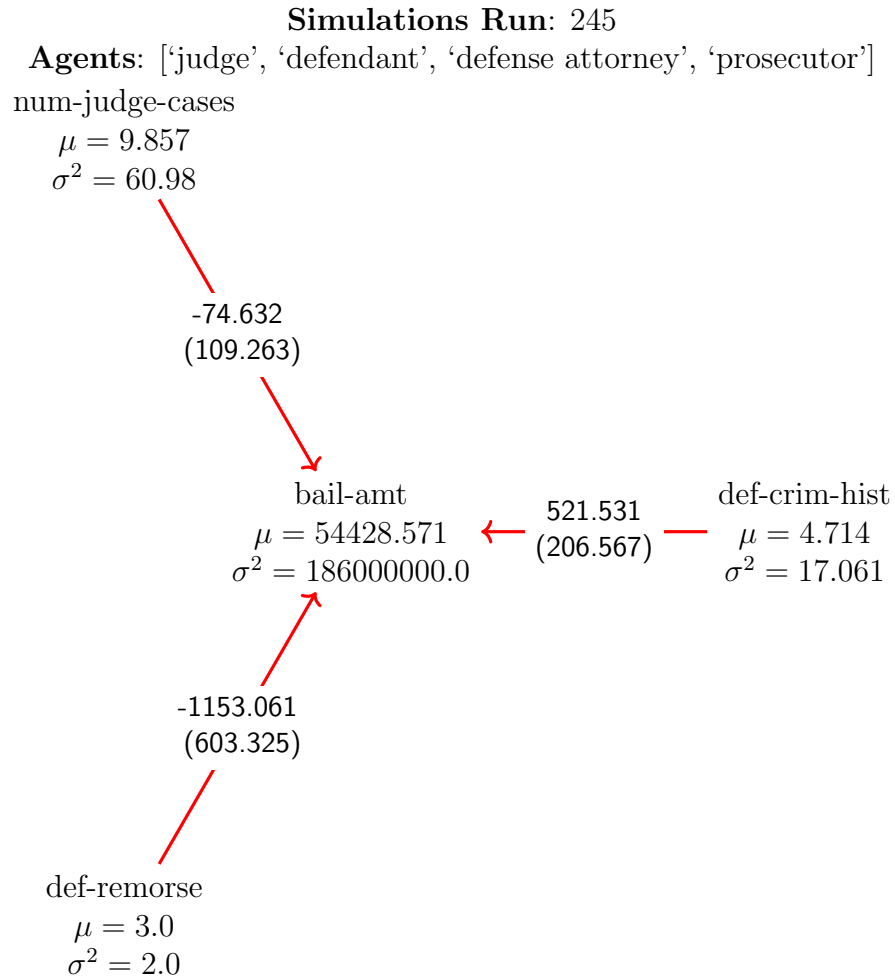 Simulations Run: 245
Agents: [‘judge’, ‘defendant’, ‘defense attorney’, ‘prosecutor’]
num-judge-cases
μ = 9.857
σ² = 60.98
-74.632
(109.263)
bail-amt
μ = 54428.571
σ² = 186000000.0
521.531
(206.567)
def-crim-hist
μ = 4.714
σ² = 17.061
-1153.061
(603.325)
def-remorse
μ = 3.0
σ² = 2.0